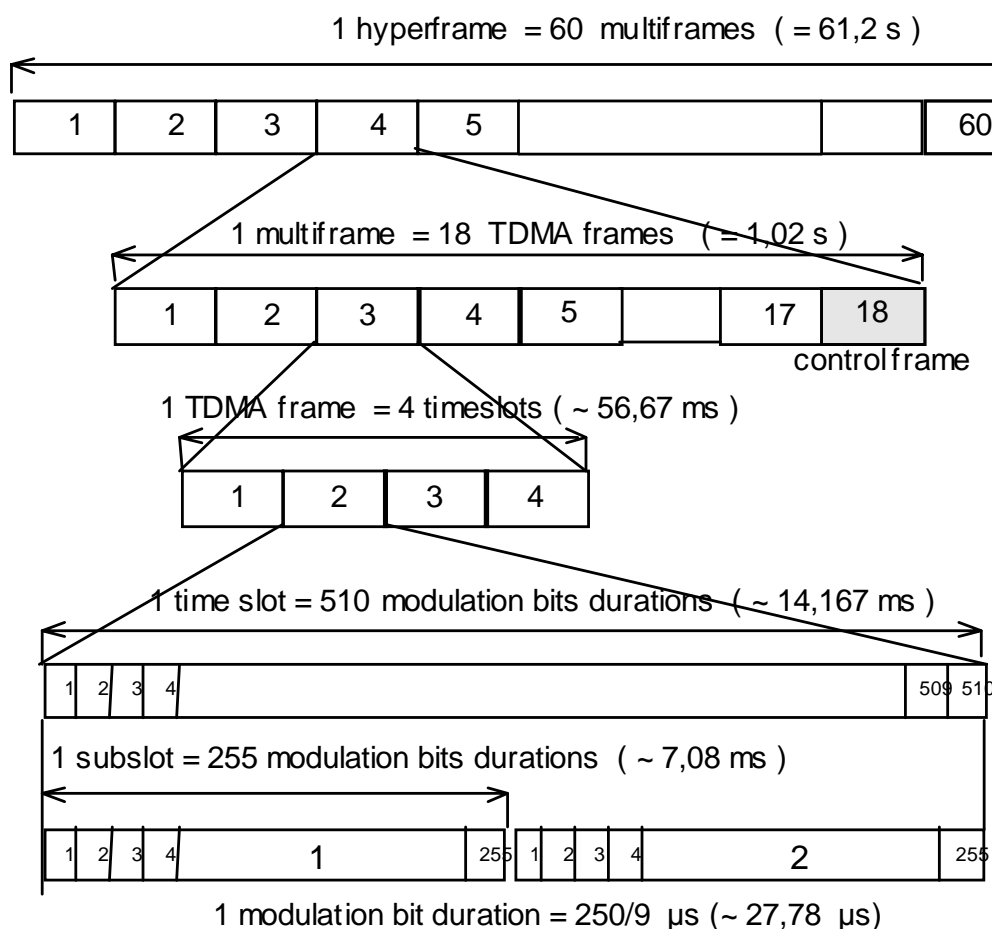 1 hyperframe = 60 multiframes ( = 61,2 s )
1 2 3 4 5 60
1 multiframe = 18 TDMA frames ( = 1,02 s )
1 2 3 4 5 17 18
control frame
1 TDMA frame = 4 timeslots ( ~ 56,67 ms )
1 2 3 4
1 time slot = 510 modulation bits durations ( ~ 14,167 ms )
1 2 3 4 509 510
1 subslot = 255 modulation bits durations ( ~ 7,08 ms )
1 2 3 4 1 255 1 2 3 4 2 255
1 modulation bit duration = 250/9 µs (~ 27,78 µs)